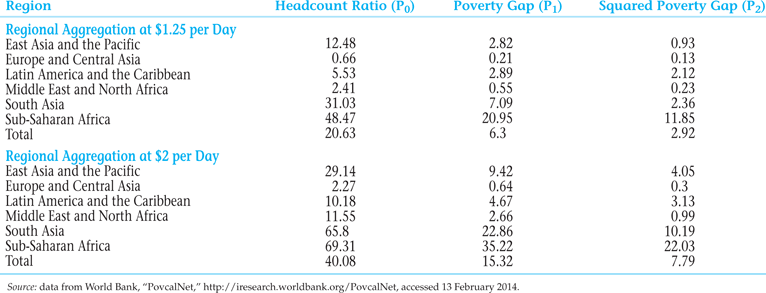 Region Headcount Ratio (P0) Poverty Gap (P1) Squared Poverty Gap (P2)
Regional Aggregation at $1.25 per Day
East Asia and the Pacific 12.48 2.82 0.93
Europe and Central Asia 0.66 0.21 0.13
Latin America and the Caribbean 5.53 2.89 2.12
Middle East and North Africa 2.41 0.55 0.23
South Asia 31.03 7.09 2.36
Sub-Saharan Africa 48.47 20.95 11.85
Total 20.63 6.3 2.92
Regional Aggregation at $2 per Day
East Asia and the Pacific 29.14 9.42 4.05
Europe and Central Asia 2.27 0.64 0.3
Latin America and the Caribbean 10.18 4.67 3.13
Middle East and North Africa 11.55 2.66 0.99
South Asia 65.8 22.86 10.19
Sub-Saharan Africa 69.31 35.22 22.03
Total 40.08 15.32 7.79
Source: data from World Bank, “PovcalNet,” http://iresearch.worldbank.org/PovcalNet, accessed 13 February 2014.